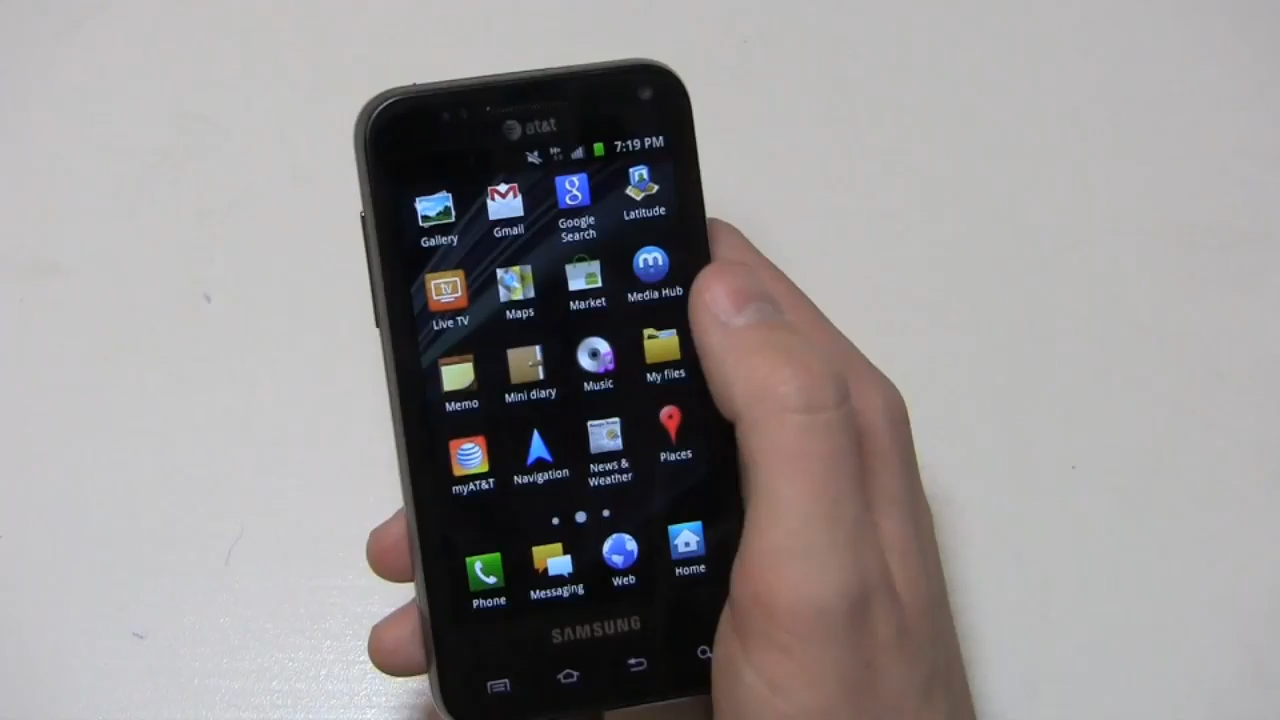 at&t
7:19 PM
Gallery
Gmail
g
Google
Search
Latitude
tv
Live TV
Maps
Market
m
Media Hub
Memo
Mini diary
Music
My files
myAT&T
Navigation
News &
Weather
Places
Phone
Messaging
Web
Home
SAMSUNG